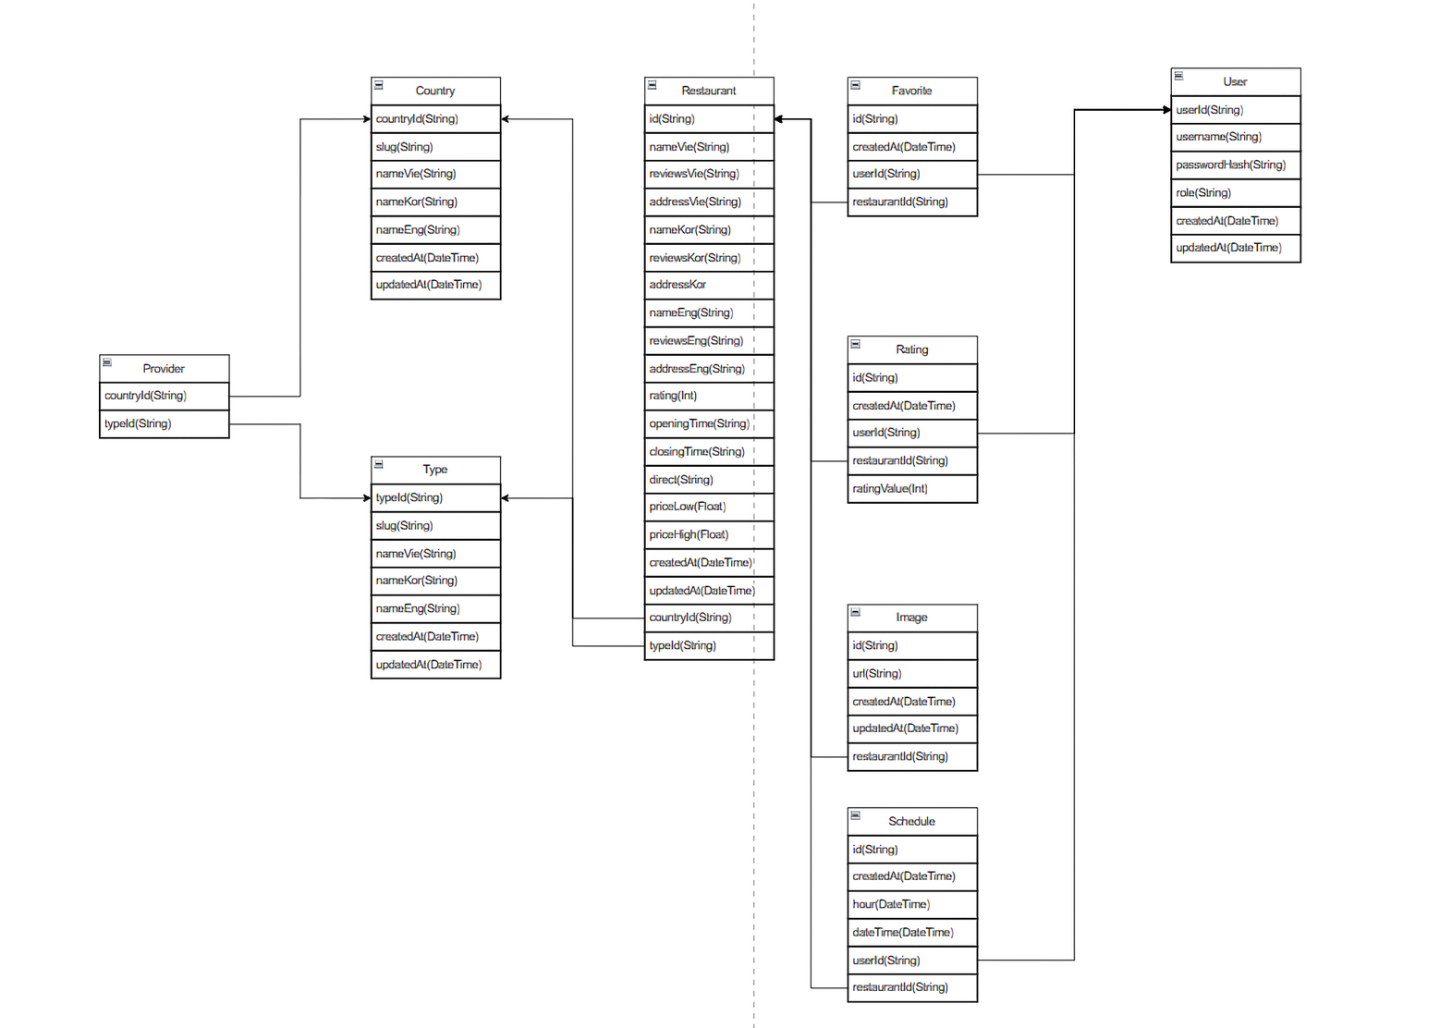 Provider
countryId(String)
typeId(String)
Country
countryId(String)
slug(String)
nameVie(String)
nameKor(String)
nameEng(String)
createdAt(DateTime)
updatedAt(DateTime)
Type
typeId(String)
slug(String)
nameVie(String)
nameKor(String)
nameEng(String)
createdAt(DateTime)
updatedAt(DateTime)
Restaurant
id(String)
nameVie(String)
reviewsVie(String)
addressVie(String)
nameKor(String)
reviewsKor(String)
addressKor
nameEng(String)
reviewsEng(String)
addressEng(String)
rating(Int)
openingTime(String)
closingTime(String)
direct(String)
priceLow(Float)
priceHigh(Float)
createdAt(DateTime)
updatedAt(DateTime)
countryId(String)
typeId(String)
Favorite
id(String)
createdAt(DateTime)
userId(String)
restaurantId(String)
Rating
id(String)
createdAt(DateTime)
userId(String)
restaurantId(String)
ratingValue(Int)
Image
id(String)
url(String)
createdAt(DateTime)
updatedAt(DateTime)
restaurantId(String)
Schedule
id(String)
createdAt(DateTime)
hour(DateTime)
dateTime(DateTime)
userId(String)
restaurantId(String)
User
userId(String)
username(String)
passwordHash(String)
role(String)
createdAt(DateTime)
updatedAt(DateTime)